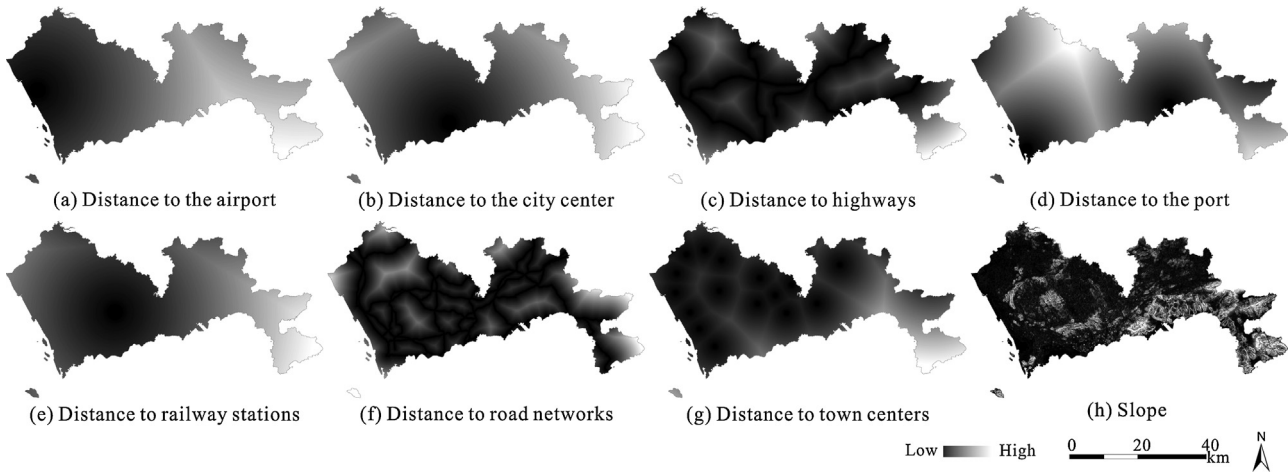 (a) Distance to the airport
(b) Distance to the city center
(c) Distance to highways
(d) Distance to the port
(e) Distance to railway stations
(f) Distance to road networks
(g) Distance to town centers
(h) Slope
Low High
0 20 40
km
N